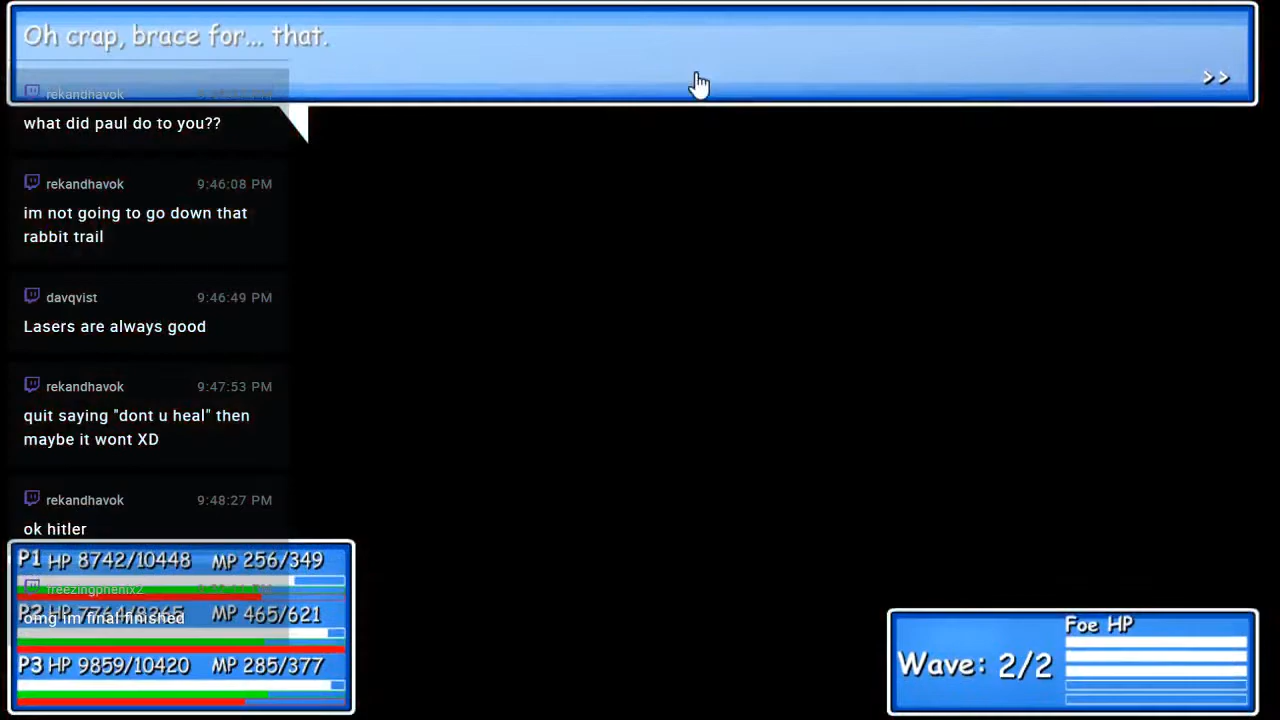 Oh crap, brace for... that.
>>
rekandhavok
what did paul do to you??
rekandhavok 9:46:08 PM
im not going to go down that
rabbit trail
davqvist 9:46:49 PM
Lasers are always good
rekandhavok 9:47:53 PM
quit saying "dont u heal" then
maybe it wont XD
rekandhavok 9:48:27 PM
ok hitler
P1 HP 8742/10448 MP 256/349
freezingphenix2
P2 HP MP 465/621
omg im final finished
P3 HP 9859/10420 MP 285/377
Foe HP
Wave: 2/2